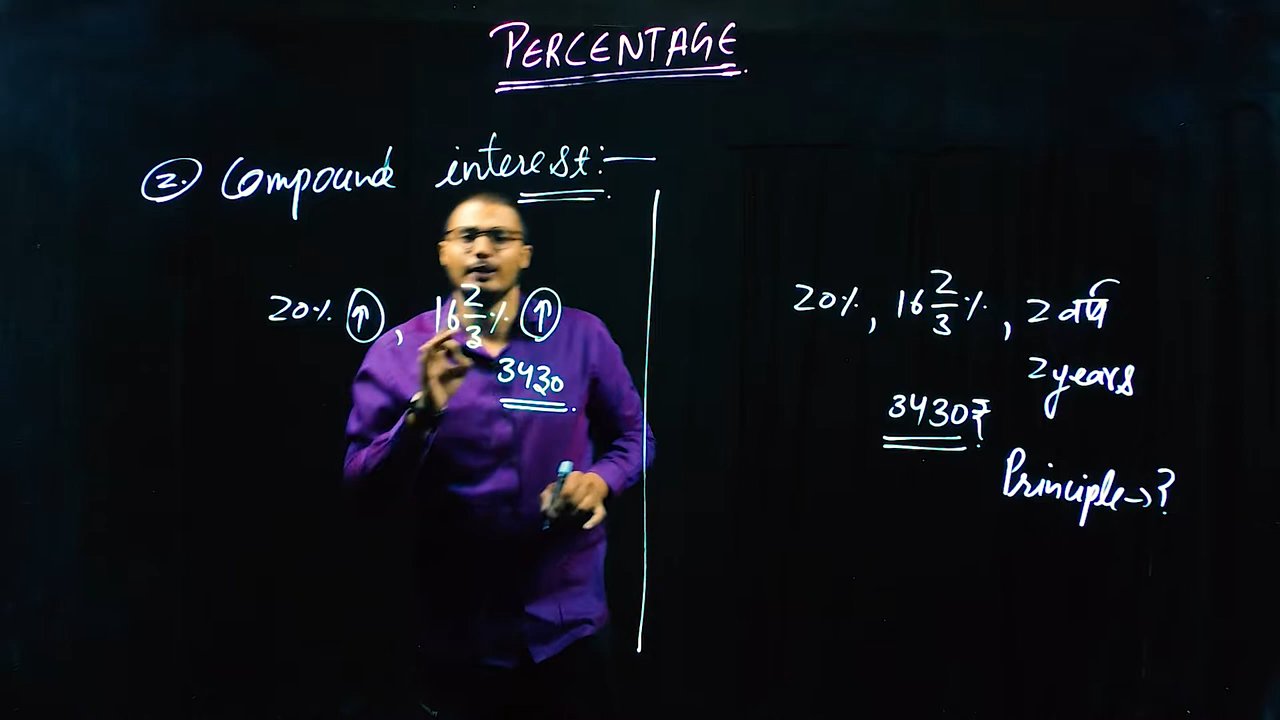 PERCENTAGE
2. Compound interest:—
20% ↑, 16 2/3 % ↑
3430
20%, 16 2/3 %, 2 वर्ष
2 years
3430₹
Principle→?